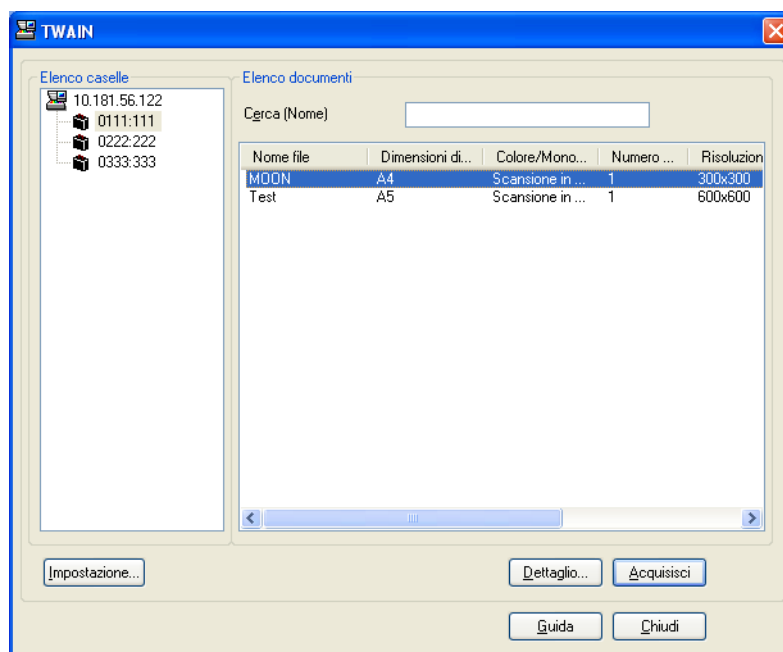 TWAIN
Elenco caselle
10.181.56.122
0111:111
0222:222
0333:333
Elenco documenti
Cerca (Nome)
Nome file Dimensioni di... Colore/Mono... Numero ... Risoluzion
MOON A4 Scansione in ... 1 300x300
Test A5 Scansione in ... 1 600x600
Impostazione...
Dettaglio... Acquisisci
Guida Chiudi